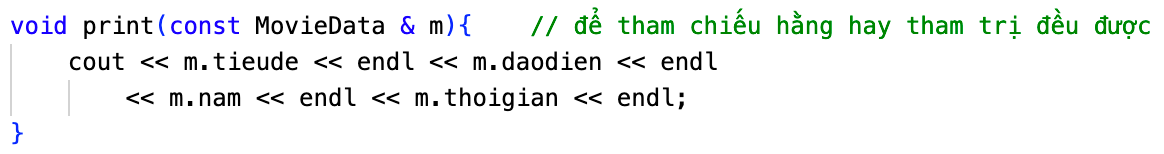 void print(const MovieData & m){    // để tham chiếu hằng hay tham trị đều được
    cout << m.tieude << endl << m.daodien << endl
        << m.nam << endl << m.thoigian << endl;
}